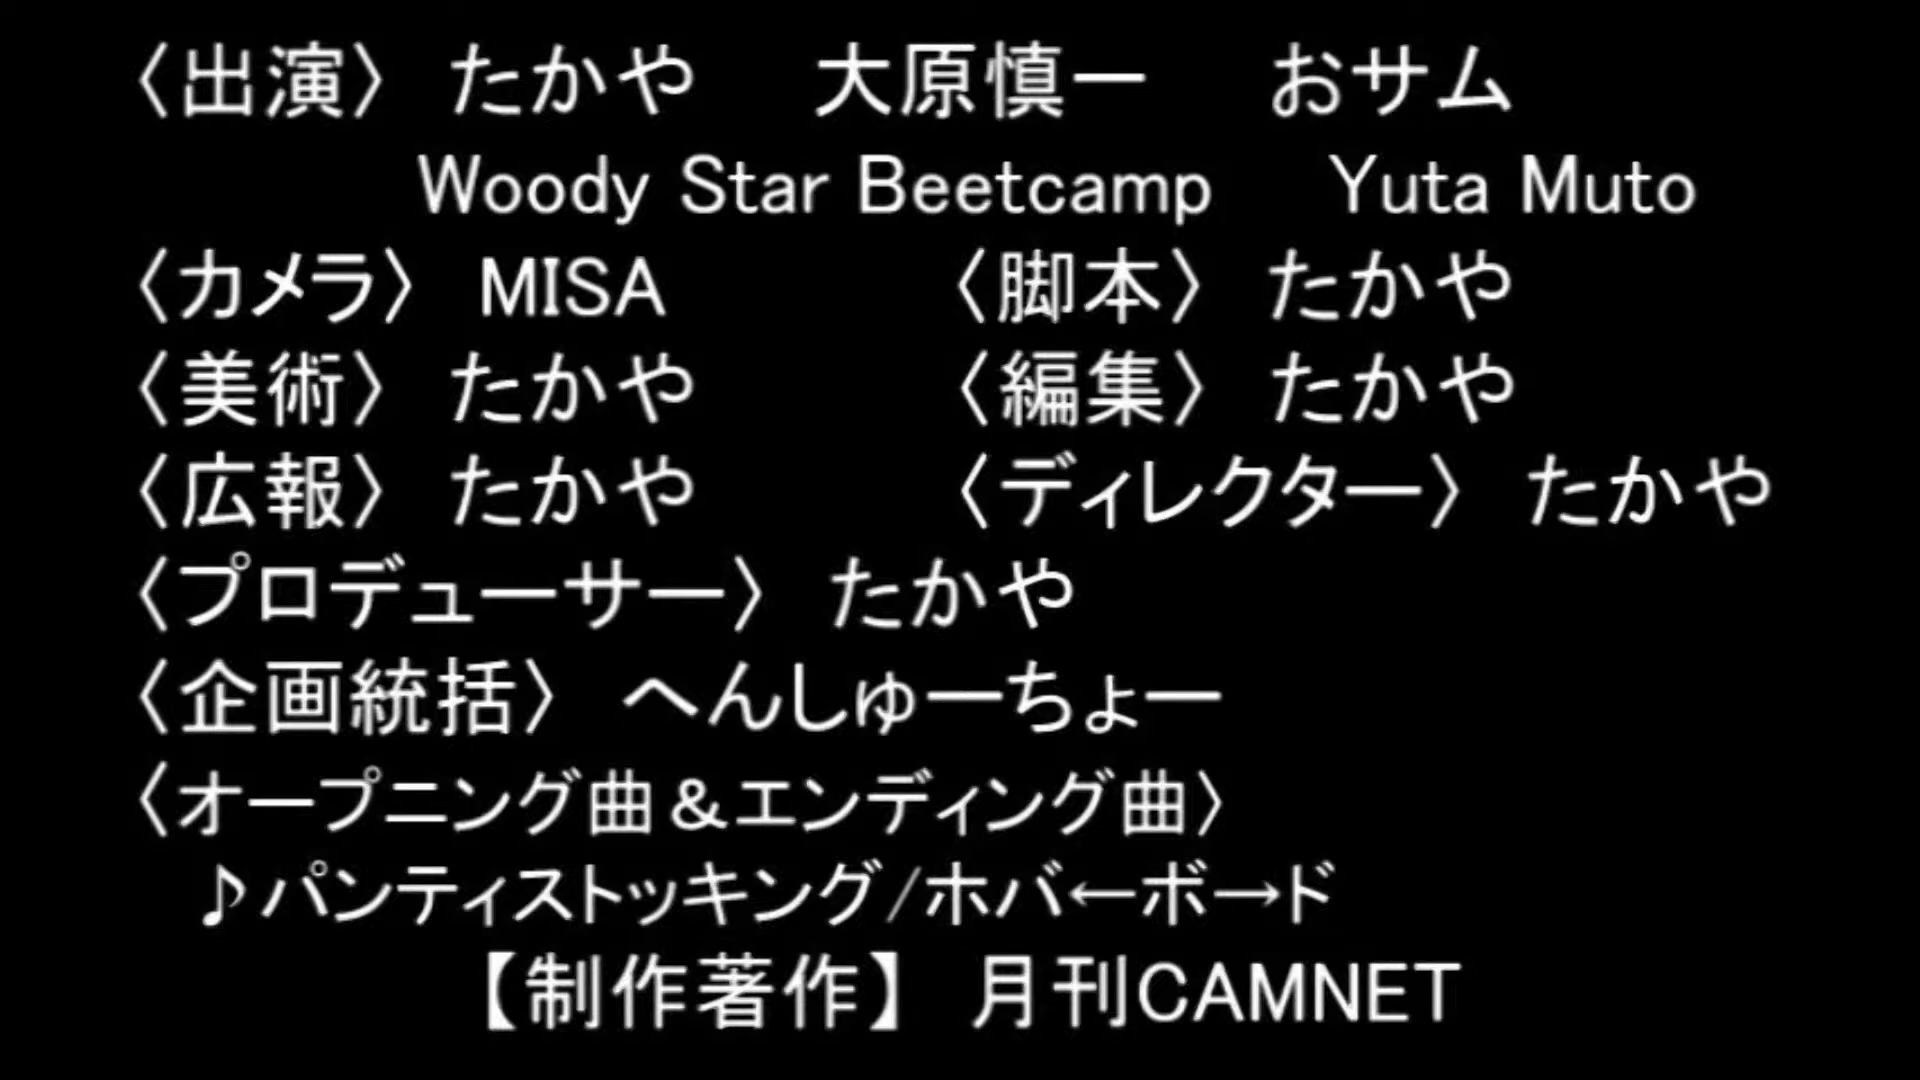 〈出演〉 たかや 大原慎一 おサム
Woody Star Beetcamp Yuta Muto
〈カメラ〉 MISA 〈脚本〉 たかや
〈美術〉 たかや 〈編集〉 たかや
〈広報〉 たかや 〈ディレクター〉 たかや
〈プロデューサー〉 たかや
〈企画統括〉 へんしゅーちょー
〈オープニング曲＆エンディング曲〉
♪パンティストッキング/ホバ←ボ→ド
【制作著作】 月刊CAMNET